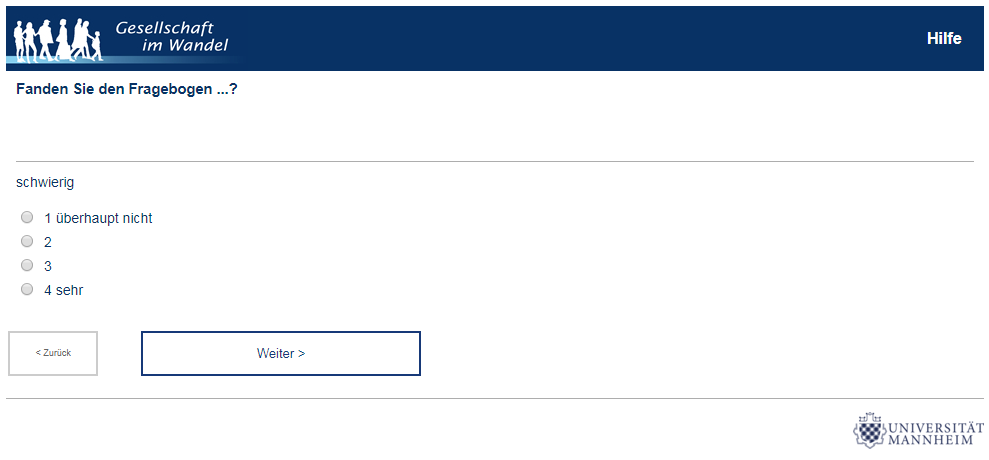 Gesellschaft
im Wandel
Hilfe
Fanden Sie den Fragebogen ...?
schwierig
1 überhaupt nicht
2
3
4 sehr
< Zurück
Weiter >
UNIVERSITÄT
MANNHEIM